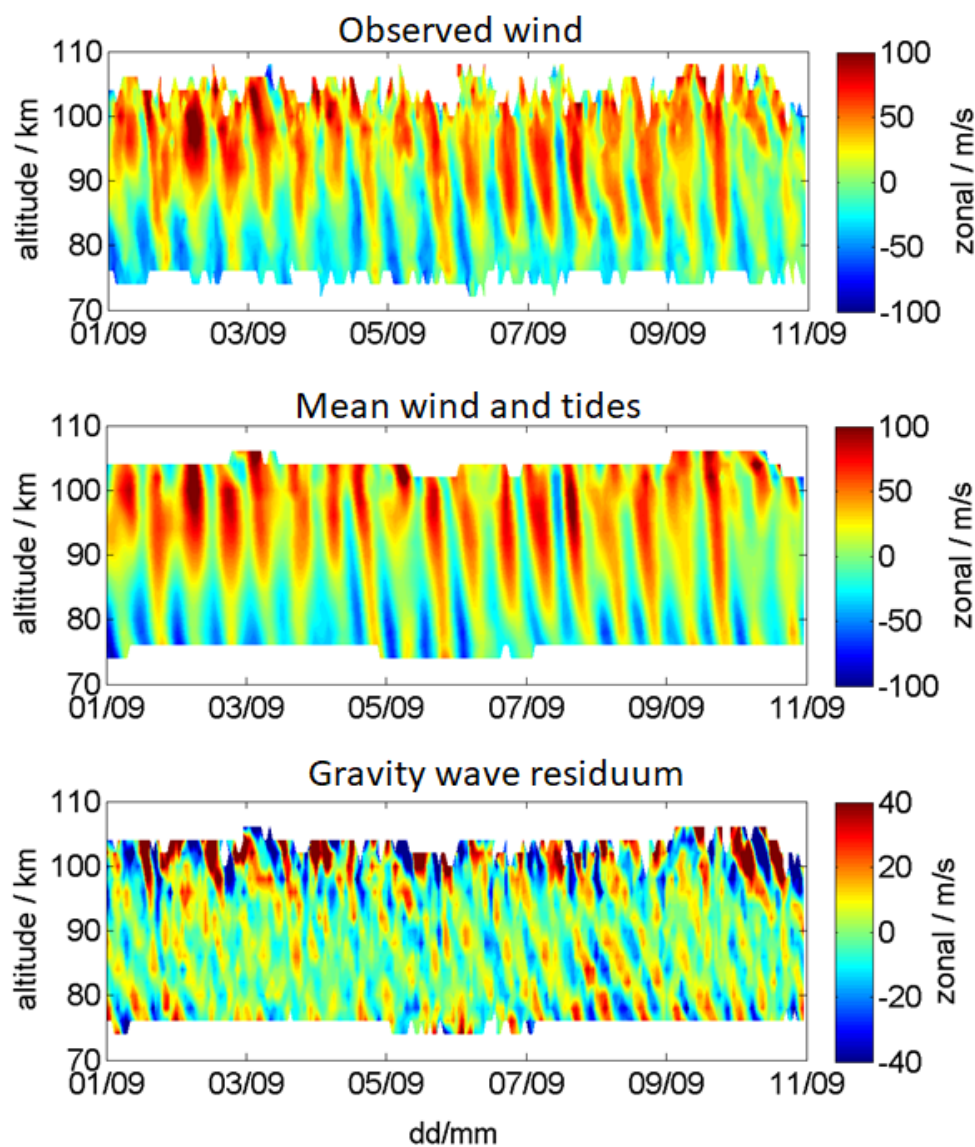 Observed wind
110
100
90
80
70
altitude / km
01/09 03/09 05/09 07/09 09/09 11/09
100
50
0
-50
-100
zonal / m/s
Mean wind and tides
110
100
90
80
70
altitude / km
01/09 03/09 05/09 07/09 09/09 11/09
100
50
0
-50
-100
zonal / m/s
Gravity wave residuum
110
100
90
80
70
altitude / km
01/09 03/09 05/09 07/09 09/09 11/09
40
20
0
-20
-40
zonal / m/s
dd/mm